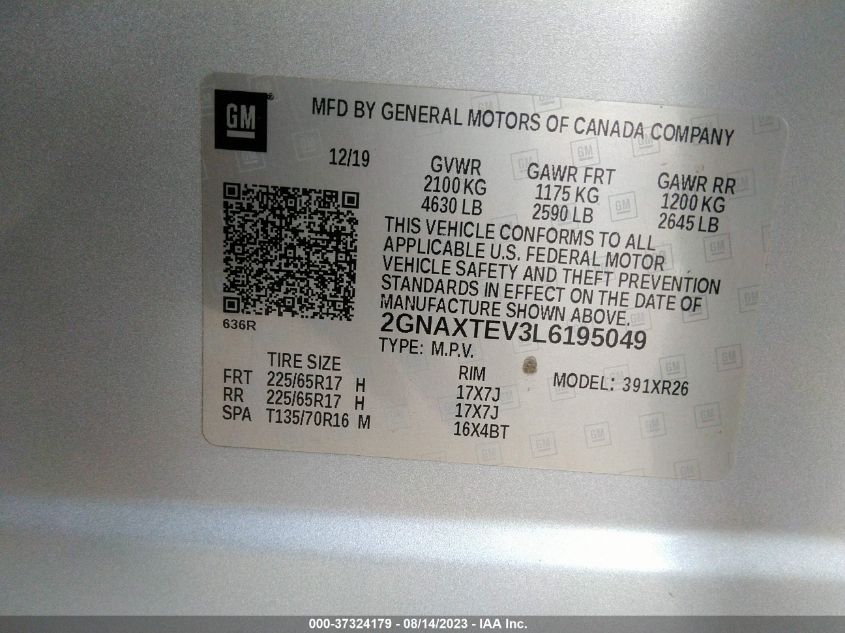 GM®
MFD BY GENERAL MOTORS OF CANADA COMPANY
12/19
GVWR
2100 KG
4630 LB
GAWR FRT
1175 KG
2590 LB
GAWR RR
1200 KG
2645 LB
THIS VEHICLE CONFORMS TO ALL
APPLICABLE U.S. FEDERAL MOTOR
VEHICLE SAFETY AND THEFT PREVENTION
STANDARDS IN EFFECT ON THE DATE OF
MANUFACTURE SHOWN ABOVE.
636R
2GNAXTEV3L6195049
TYPE: M.P.V.
MODEL: 391XR26
TIRE SIZE RIM
FRT 225/65R17 H 17X7J
RR 225/65R17 H 17X7J
SPA T135/70R16 M 16X4BT
000-37324179 - 08/14/2023 - IAA Inc.